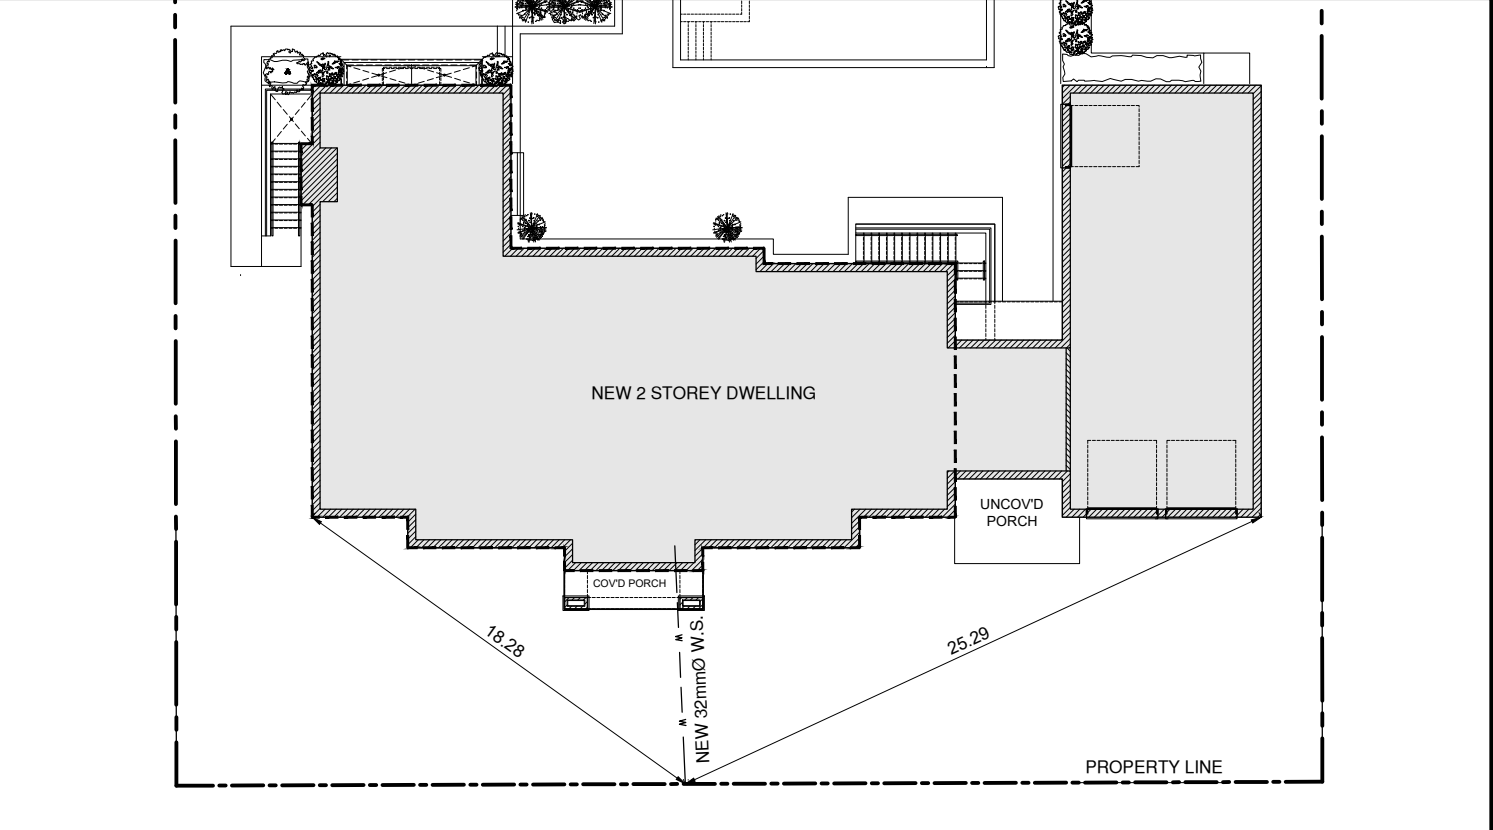 NEW 2 STOREY DWELLING
UNCOV'D
PORCH
COV'D PORCH
18.28
25.29
W
W
NEW 32mmØ W.S.
PROPERTY LINE